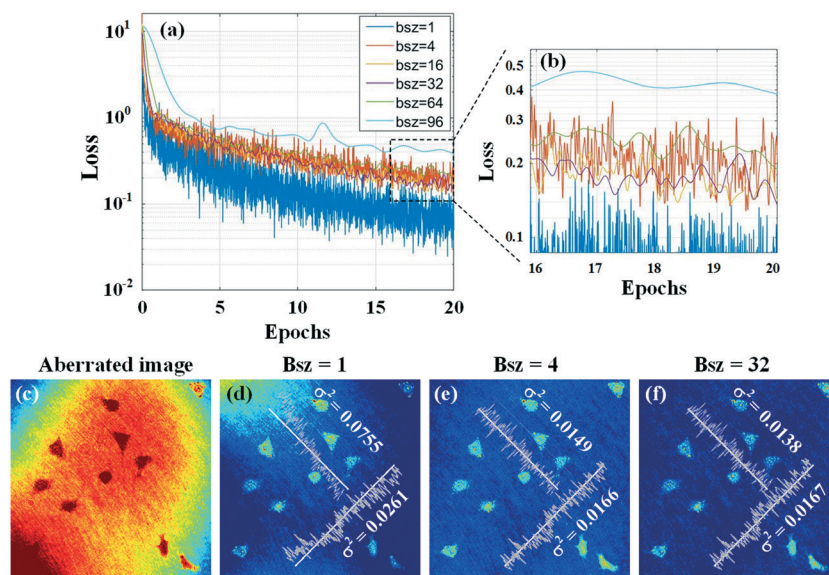 (a)
bsz=1
bsz=4
bsz=16
bsz=32
bsz=64
bsz=96
10^1
10^0
10^-1
10^-2
Loss
0 5 10 15 20
Epochs
(b)
0.5
0.4
0.3
0.2
0.1
Loss
16 17 18 19 20
Epochs
Aberrated image
Bsz = 1
Bsz = 4
Bsz = 32
(c)
(d)
σ² = 0.0755
σ² = 0.0261
(e)
σ² = 0.0149
σ² = 0.0166
(f)
σ² = 0.0138
σ² = 0.0167